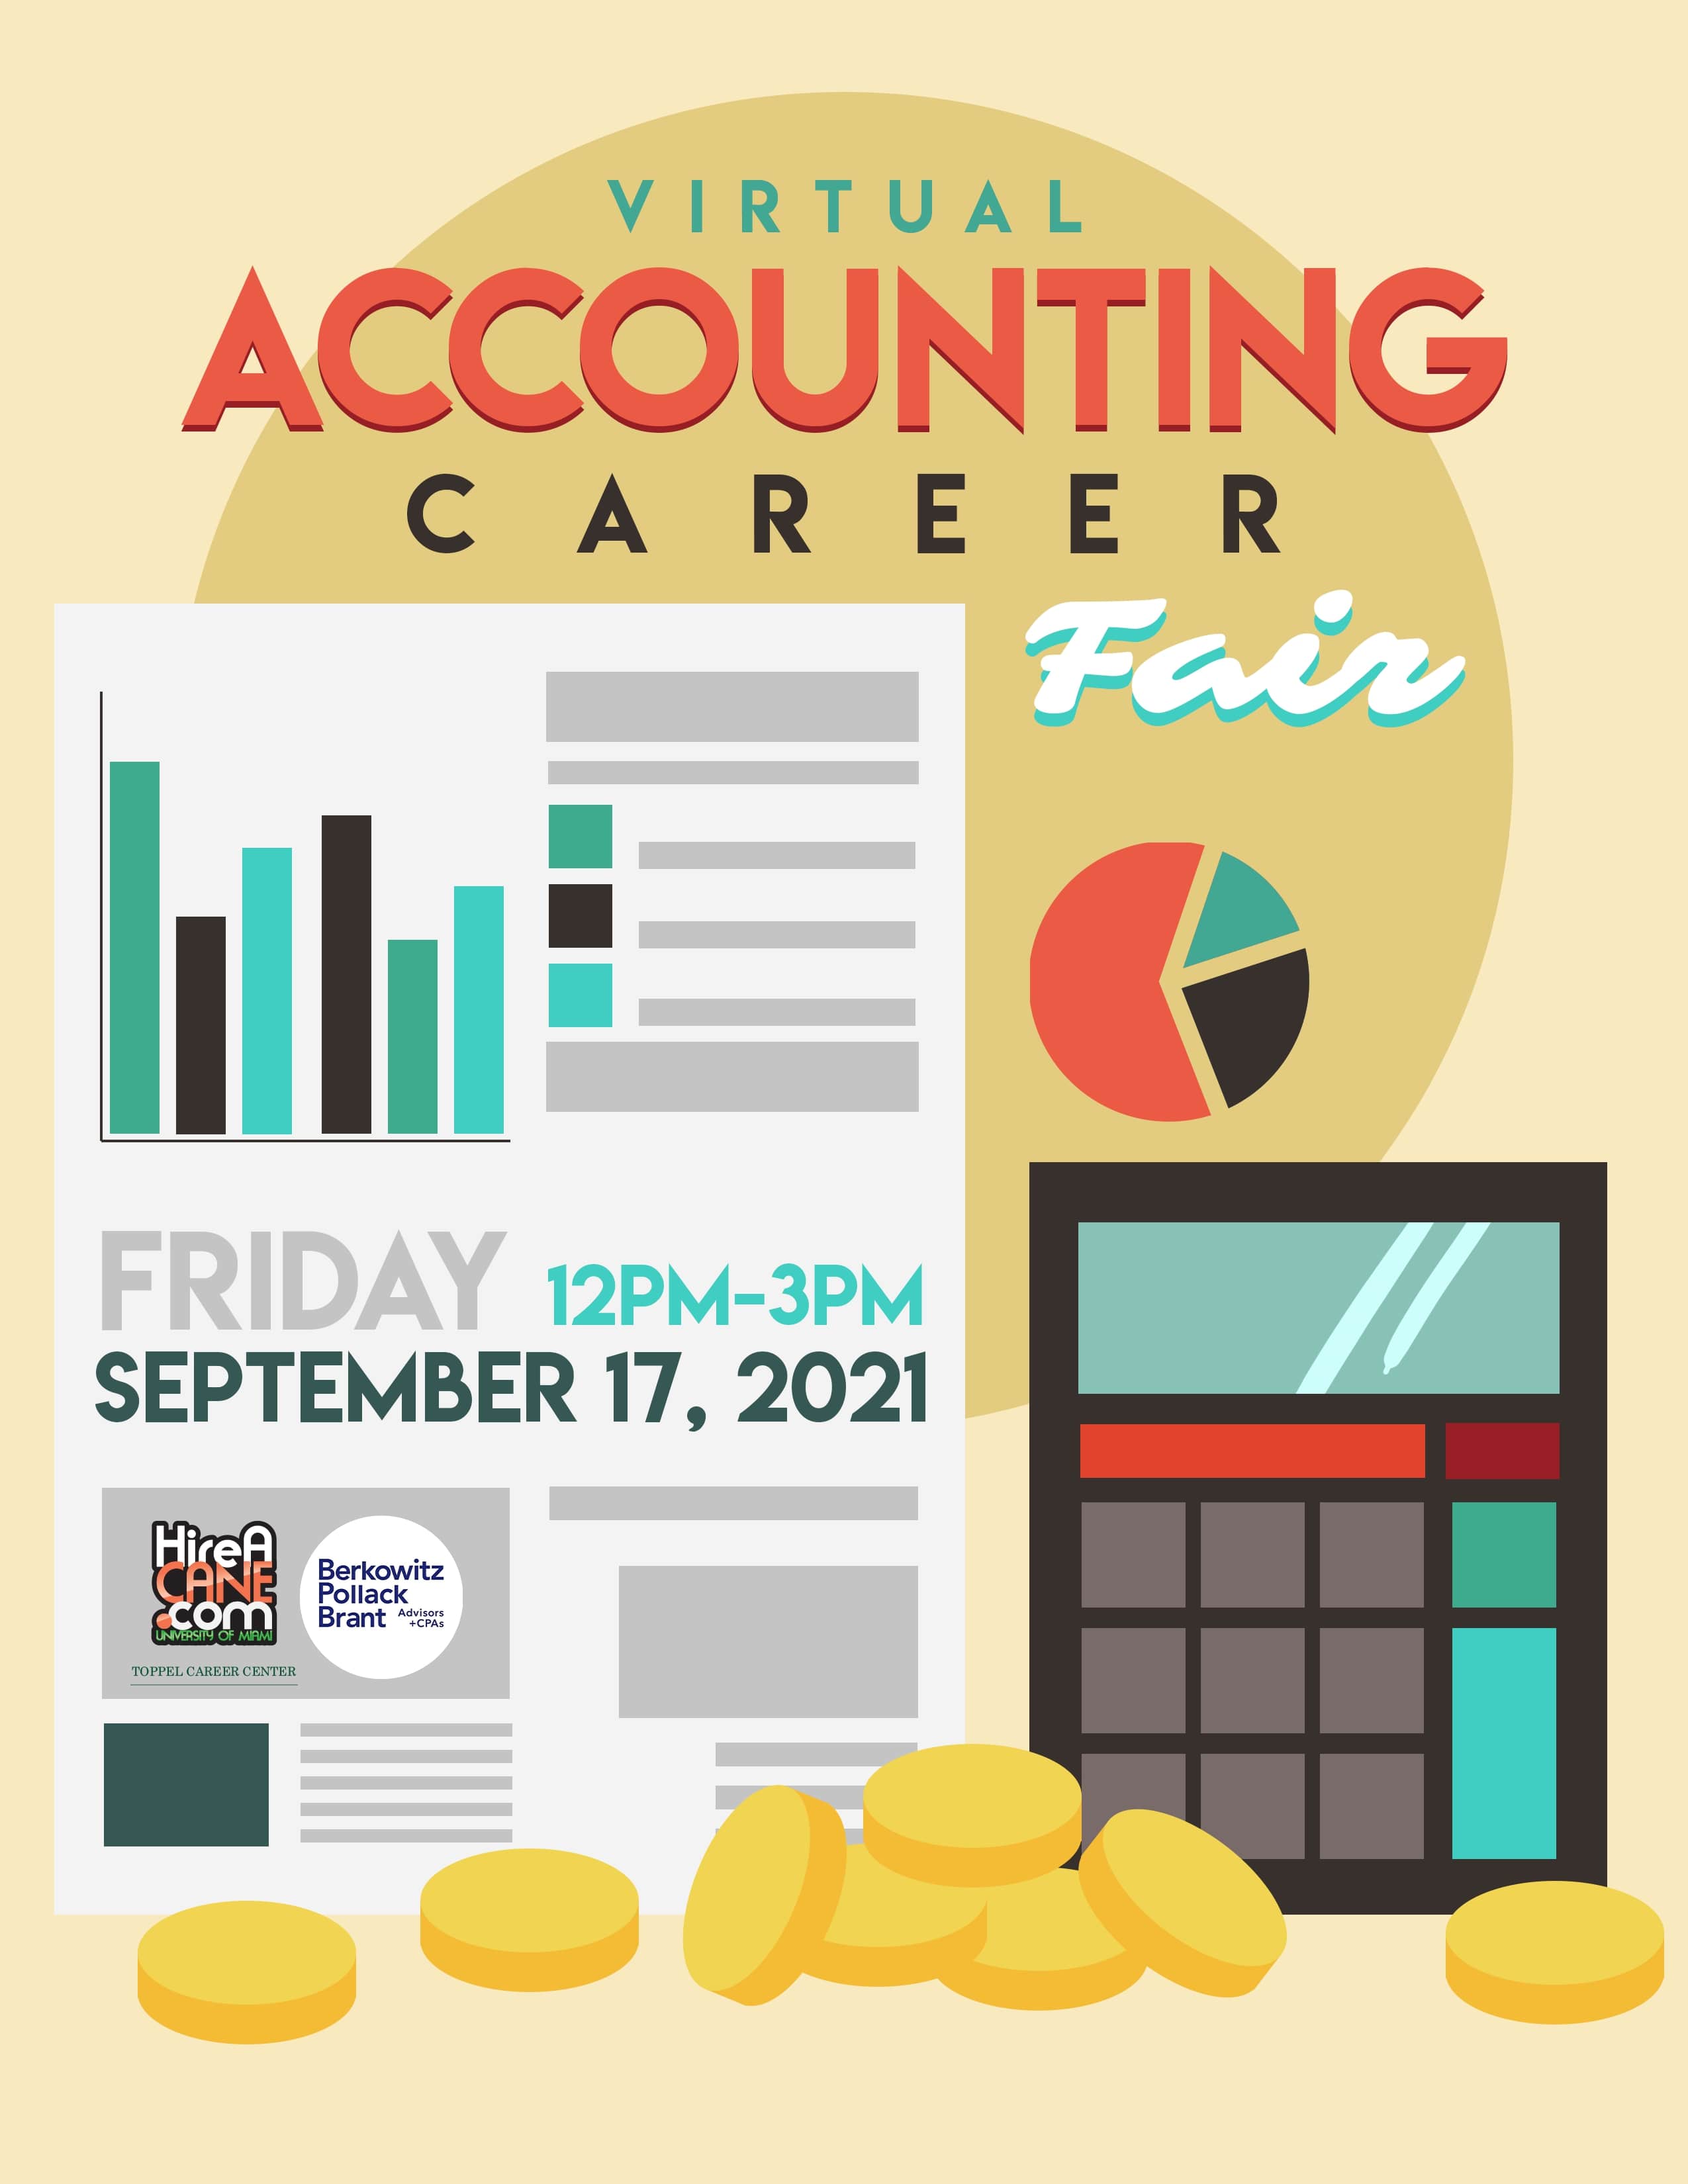 VIRTUAL
ACCOUNTING
CAREER
Fair
FRIDAY 12PM-3PM
SEPTEMBER 17, 2021
HireA
CANE
.com
UNIVERSITY OF MIAMI
TOPPEL CAREER CENTER
Berkowitz
Pollack
Brant Advisors
+CPAs